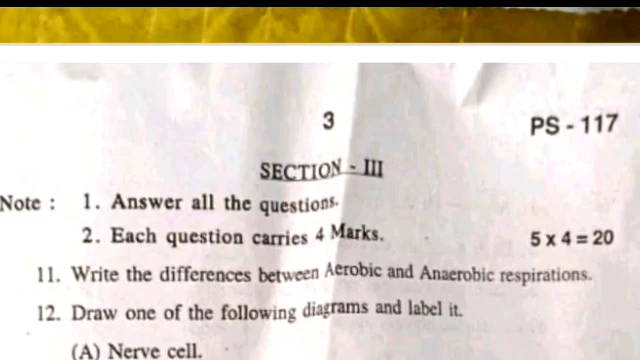 3
PS - 117
SECTION - III
Note : 1. Answer all the questions.
2. Each question carries 4 Marks. 5 x 4 = 20
11. Write the differences between Aerobic and Anaerobic respirations.
12. Draw one of the following diagrams and label it.
(A) Nerve cell.